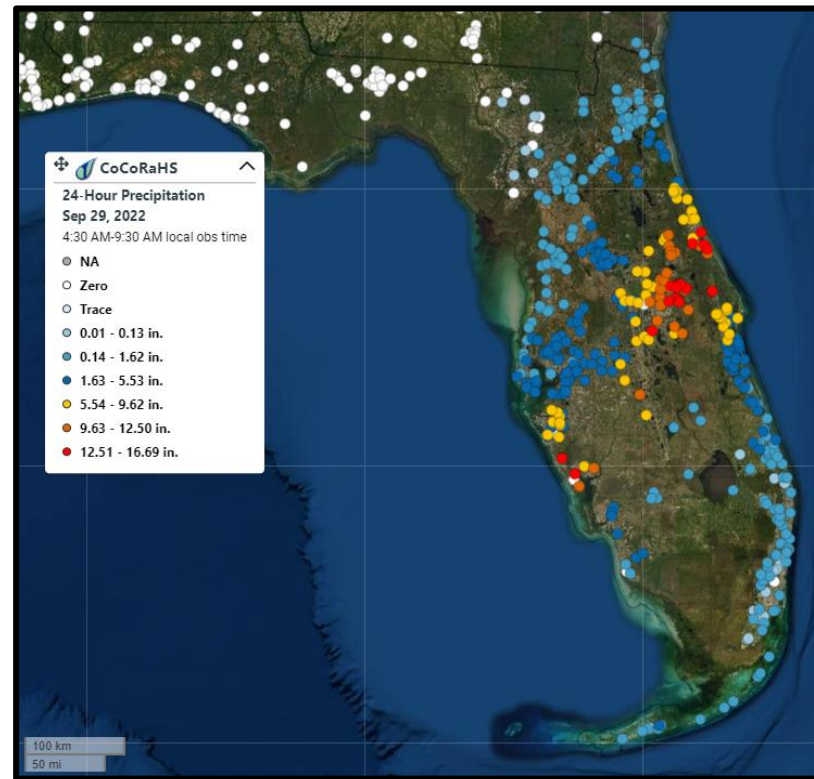 CoCoRaHS
24-Hour Precipitation
Sep 29, 2022
4:30 AM-9:30 AM local obs time
NA
Zero
Trace
0.01 - 0.13 in.
0.14 - 1.62 in.
1.63 - 5.53 in.
5.54 - 9.62 in.
9.63 - 12.50 in.
12.51 - 16.69 in.
100 km
50 mi